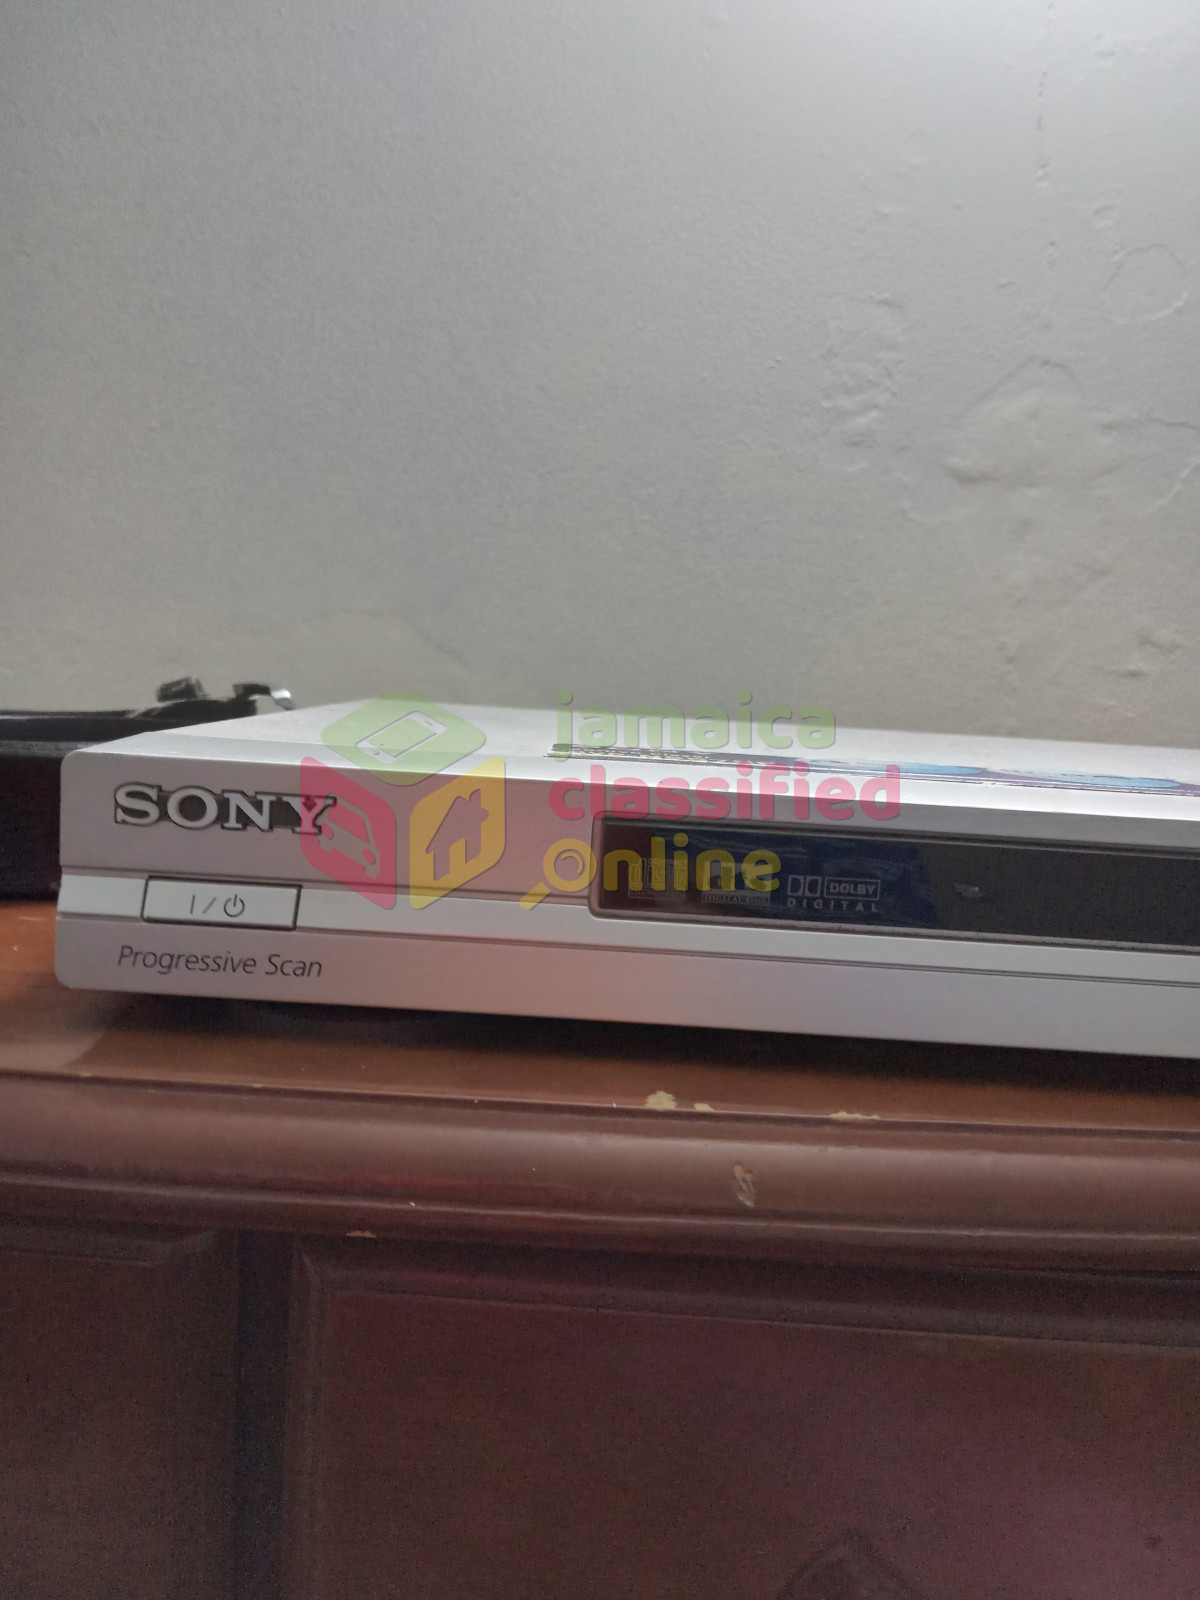 jamaica
classified
online
SONY
I/⏻
DOLBY
DIGITAL
Progressive Scan